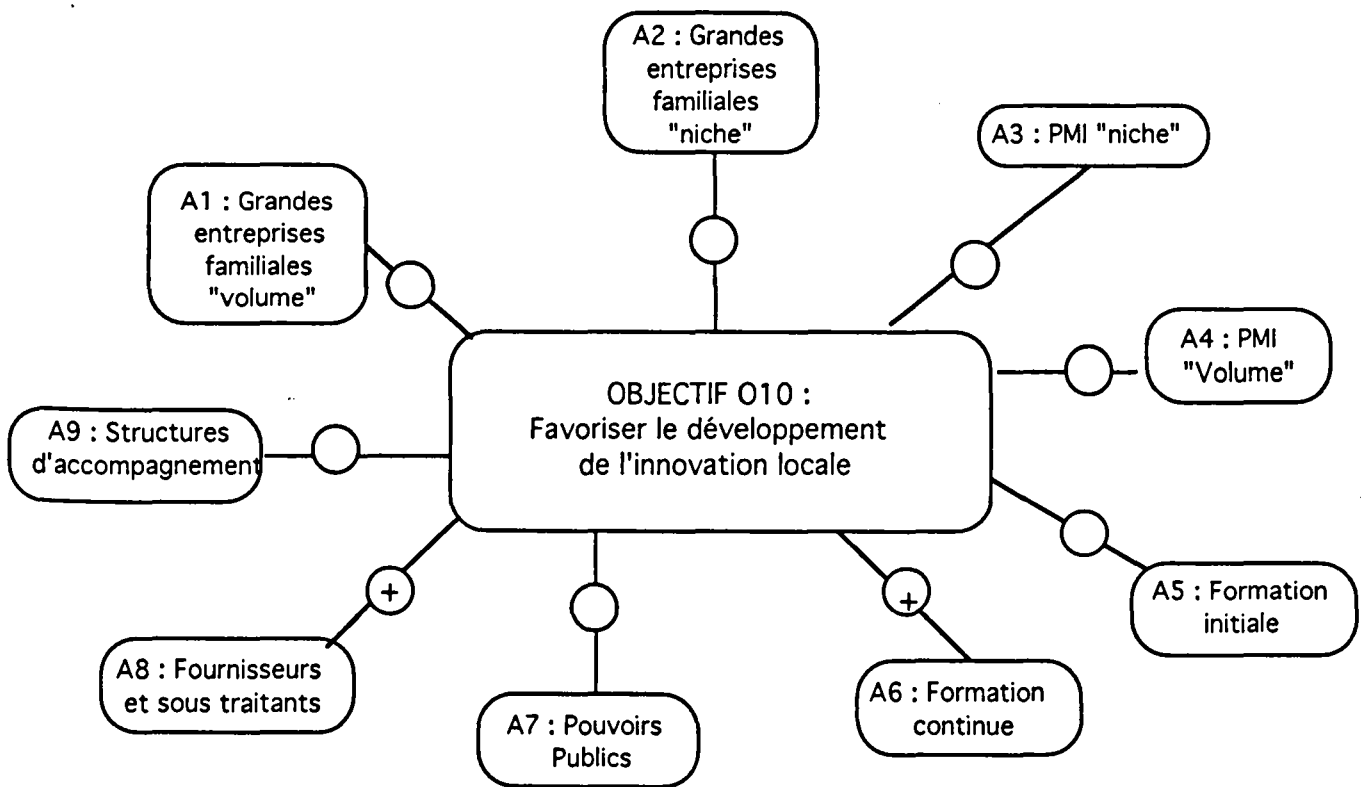 A2 : Grandes
entreprises
familiales
"niche"
A3 : PMI "niche"
A1 : Grandes
entreprises
familiales
"volume"
A4 : PMI
"Volume"
OBJECTIF O10 :
Favoriser le développement
de l'innovation locale
A9 : Structures
d'accompagnement
+
+
A5 : Formation
initiale
A8 : Fournisseurs
et sous traitants
A6 : Formation
continue
A7 : Pouvoirs
Publics